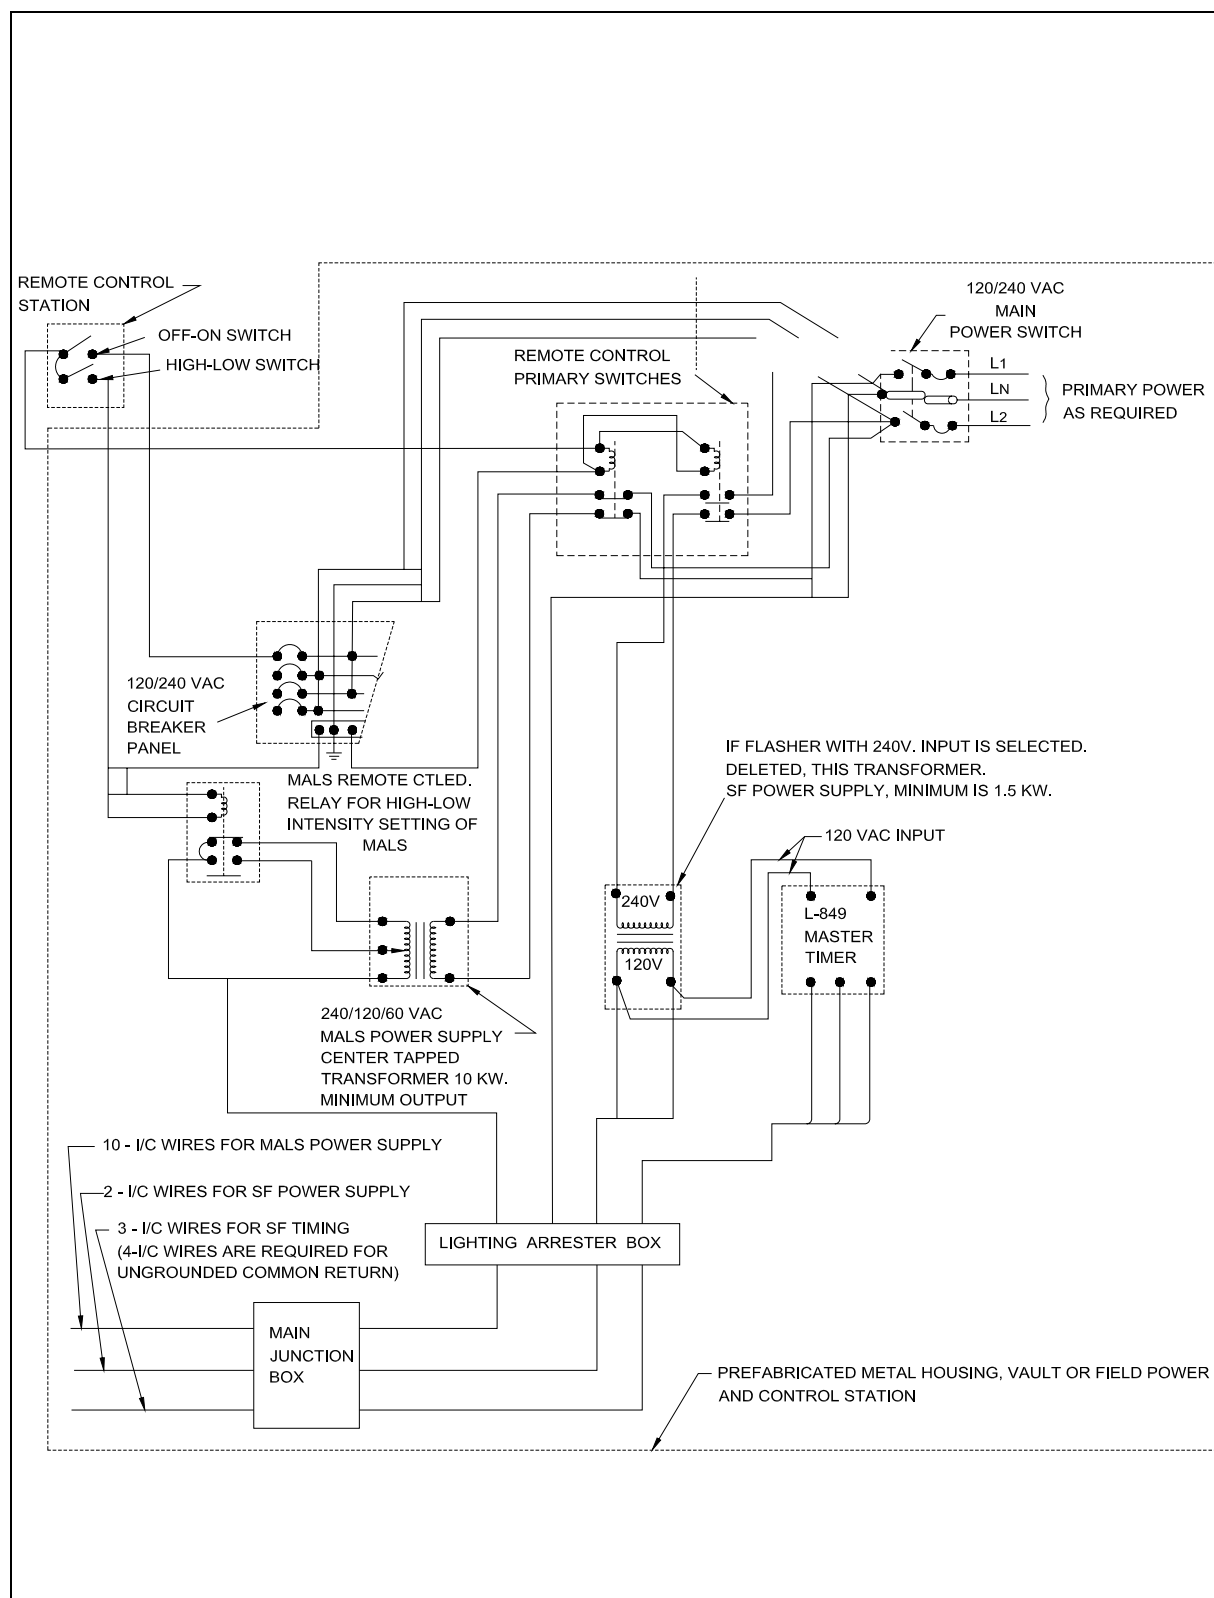 REMOTE CONTROL
STATION
OFF-ON SWITCH
HIGH-LOW SWITCH
REMOTE CONTROL
PRIMARY SWITCHES
120/240 VAC
MAIN
POWER SWITCH
L1
LN
L2
PRIMARY POWER
AS REQUIRED
120/240 VAC
CIRCUIT
BREAKER
PANEL
MALS REMOTE CTLED.
RELAY FOR HIGH-LOW
INTENSITY SETTING OF
MALS
IF FLASHER WITH 240V. INPUT IS SELECTED.
DELETED, THIS TRANSFORMER.
SF POWER SUPPLY, MINIMUM IS 1.5 KW.
120 VAC INPUT
240V
120V
L-849
MASTER
TIMER
240/120/60 VAC
MALS POWER SUPPLY
CENTER TAPPED
TRANSFORMER 10 KW.
MINIMUM OUTPUT
10 - I/C WIRES FOR MALS POWER SUPPLY
2 - I/C WIRES FOR SF POWER SUPPLY
3 - I/C WIRES FOR SF TIMING
(4-I/C WIRES ARE REQUIRED FOR
UNGROUNDED COMMON RETURN)
LIGHTING ARRESTER BOX
MAIN
JUNCTION
BOX
PREFABRICATED METAL HOUSING, VAULT OR FIELD POWER
AND CONTROL STATION